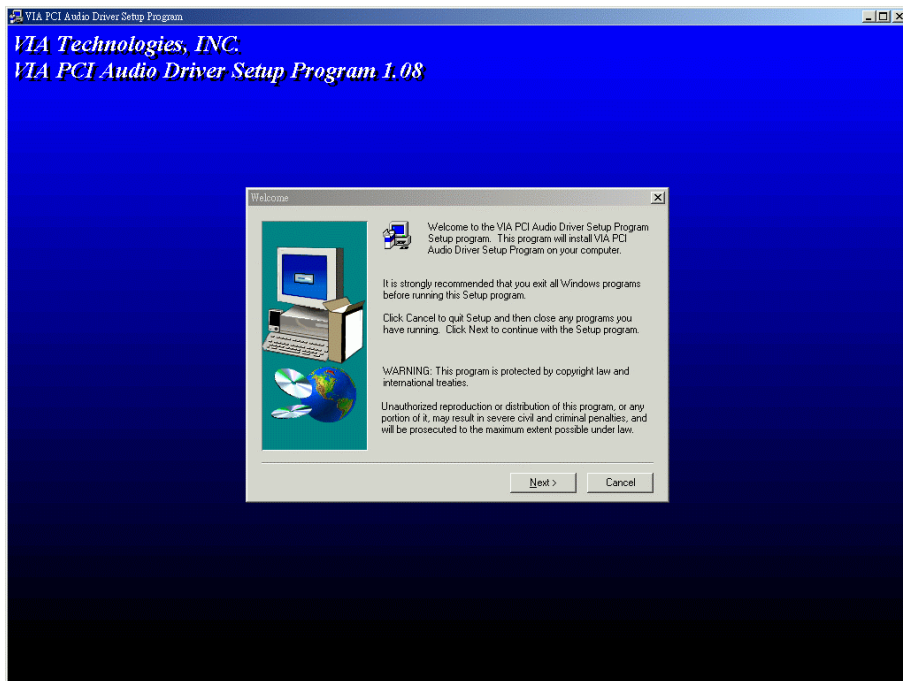 VIA PCI Audio Driver Setup Program
VIA Technologies, INC.
VIA PCI Audio Driver Setup Program 1.08
Welcome
Welcome to the VIA PCI Audio Driver Setup Program
Setup program. This program will install VIA PCI
Audio Driver Setup Program on your computer.
It is strongly recommended that you exit all Windows programs
before running this Setup program.
Click Cancel to quit Setup and then close any programs you
have running. Click Next to continue with the Setup program.
WARNING: This program is protected by copyright law and
international treaties.
Unauthorized reproduction or distribution of this program, or any
portion of it, may result in severe civil and criminal penalties, and
will be prosecuted to the maximum extent possible under law.
Next >
Cancel